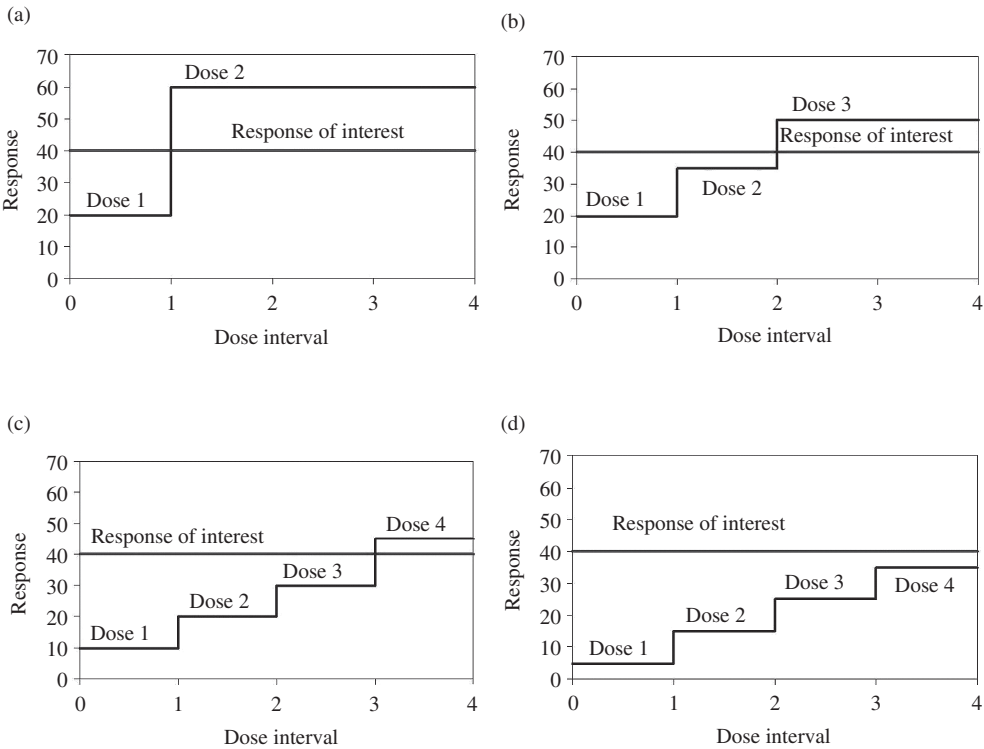 (a)
70
60
50
40
30
20
10
0
Response
Dose 2
Response of interest
Dose 1
0 1 2 3 4
Dose interval
(b)
70
60
50
40
30
20
10
0
Response
Dose 3
Response of interest
Dose 1
Dose 2
0 1 2 3 4
Dose interval
(c)
70
60
50
40
30
20
10
0
Response
Dose 4
Response of interest
Dose 3
Dose 2
Dose 1
0 1 2 3 4
Dose interval
(d)
70
60
50
40
30
20
10
0
Response
Response of interest
Dose 3
Dose 4
Dose 2
Dose 1
0 1 2 3 4
Dose interval